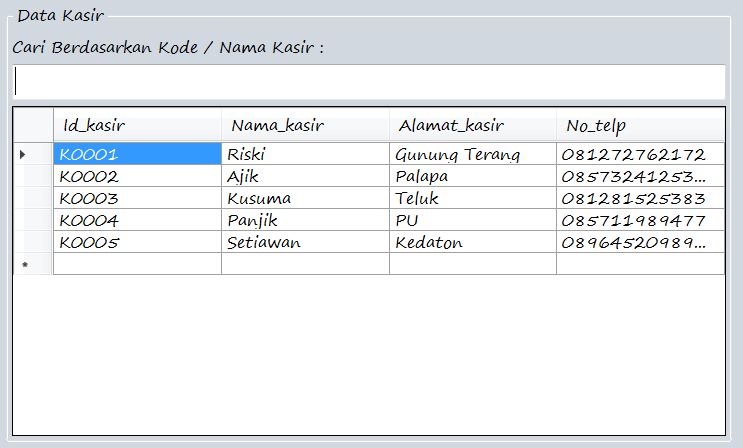 Data Kasir
Cari Berdasarkan Kode / Nama Kasir :
Id_kasir Nama_kasir Alamat_kasir No_telp
K0001 Riski Gunung Terang 081272762172
K0002 Ajik Palapa 08573241253...
K0003 Kusuma Teluk 081281525383
K0004 Panjik PU 085711989477
K0005 Setiawan Kedaton 08964520989...
*